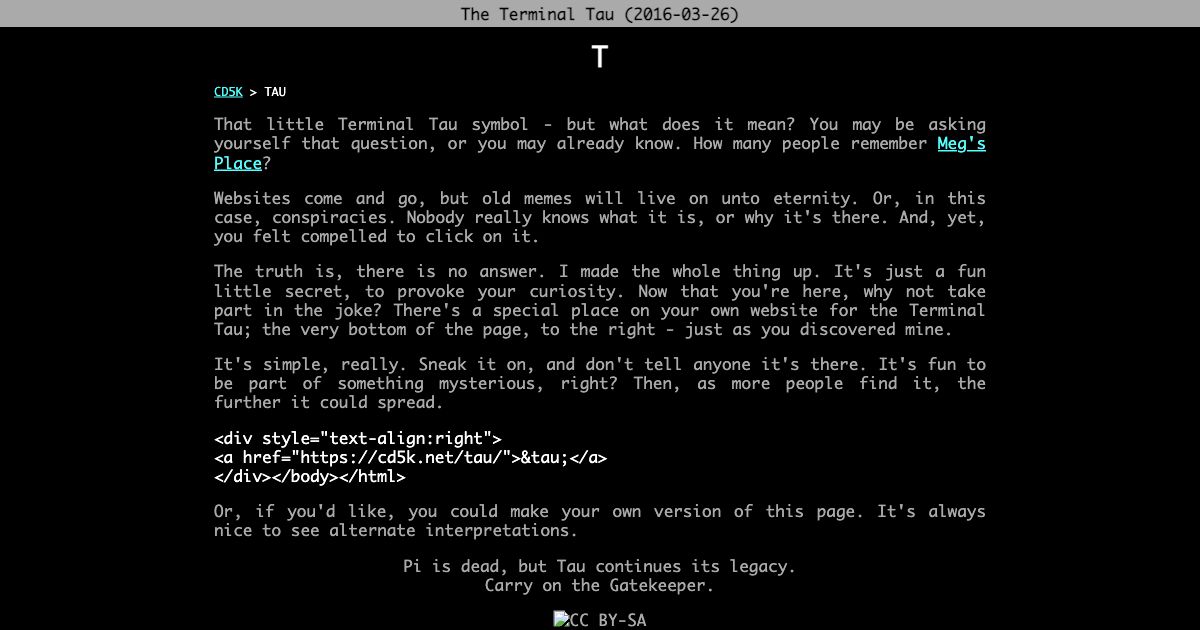 The Terminal Tau (2016-03-26)
Τ
CD5K > TAU
That little Terminal Tau symbol - but what does it mean? You may be asking
yourself that question, or you may already know. How many people remember Meg's
Place?
Websites come and go, but old memes will live on unto eternity. Or, in this
case, conspiracies. Nobody really knows what it is, or why it's there. And, yet,
you felt compelled to click on it.
The truth is, there is no answer. I made the whole thing up. It's just a fun
little secret, to provoke your curiosity. Now that you're here, why not take
part in the joke? There's a special place on your own website for the Terminal
Tau; the very bottom of the page, to the right - just as you discovered mine.
It's simple, really. Sneak it on, and don't tell anyone it's there. It's fun to
be part of something mysterious, right? Then, as more people find it, the
further it could spread.
<div style="text-align:right">
<a href="https://cd5k.net/tau/">&tau;</a>
</div></body></html>
Or, if you'd like, you could make your own version of this page. It's always
nice to see alternate interpretations.
Pi is dead, but Tau continues its legacy.
Carry on the Gatekeeper.
CC BY-SA